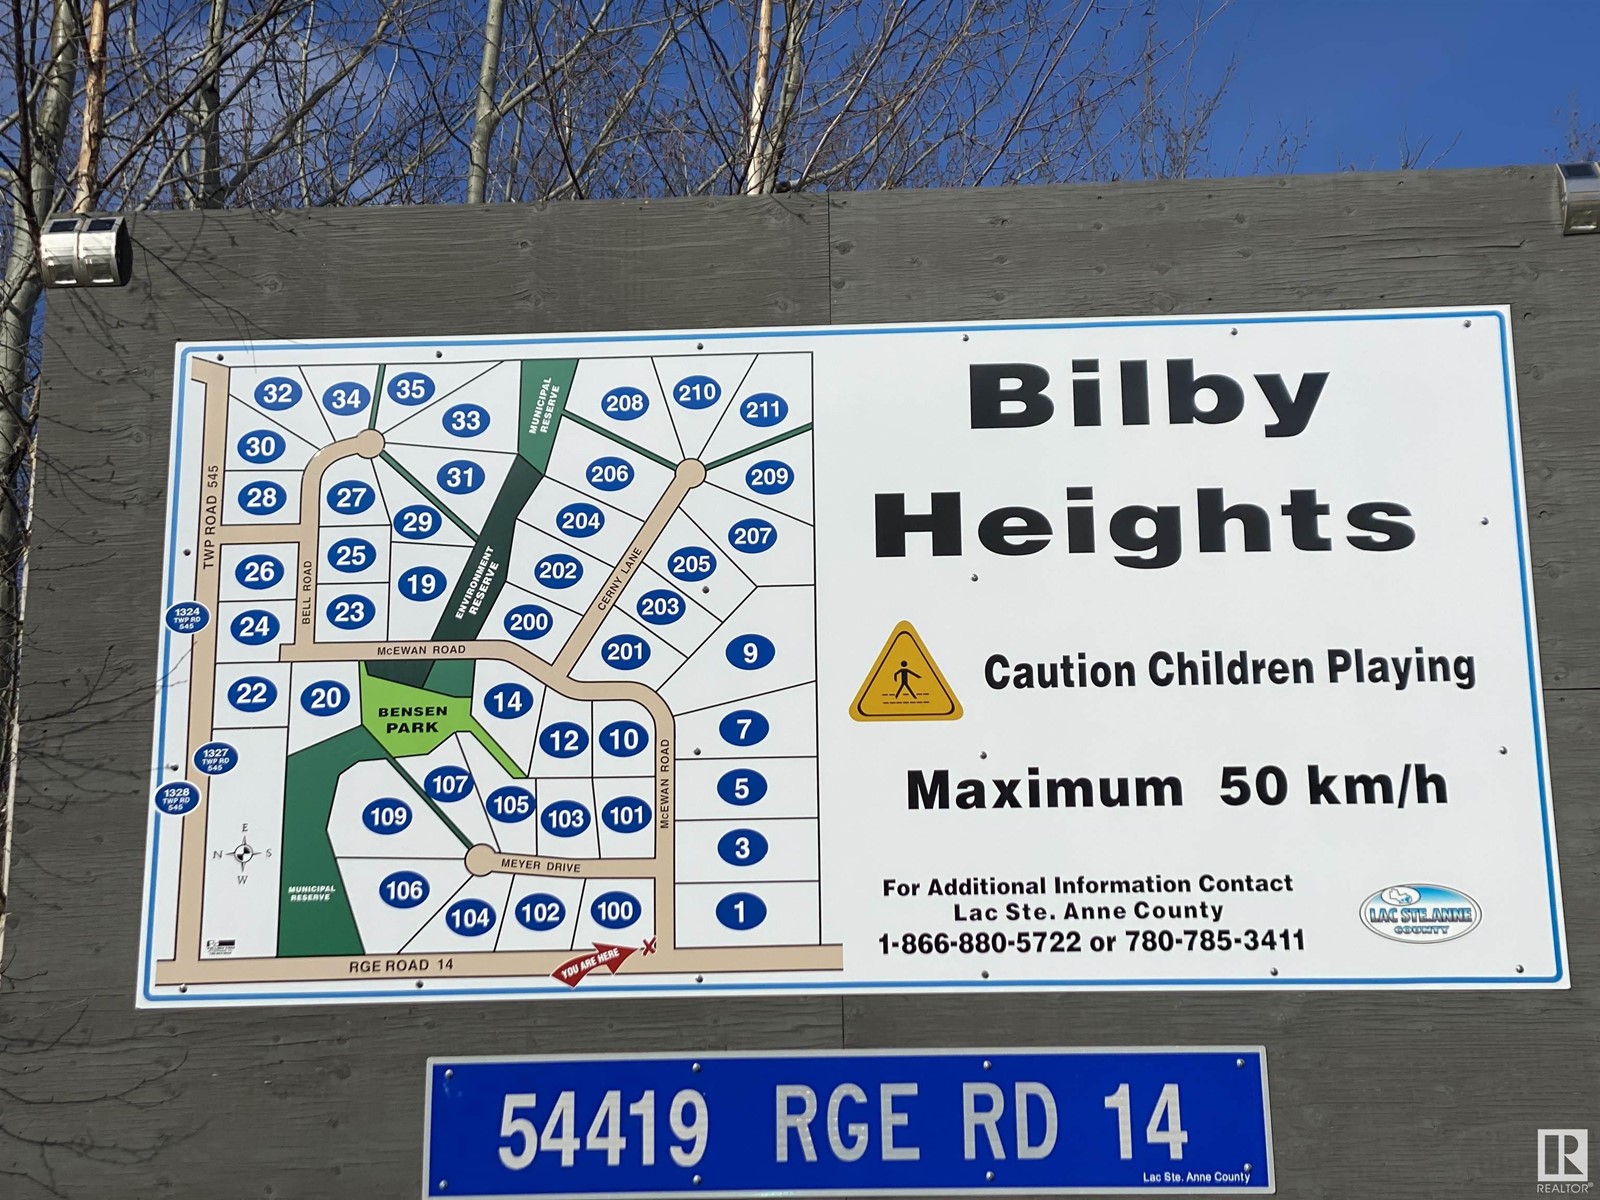 Bilby
Heights
Caution Children Playing
Maximum 50 km/h
For Additional Information Contact
Lac Ste. Anne County
1-866-880-5722 or 780-785-3411
LAC STE. ANNE
COUNTY
32
34
35
33
MUNICIPAL
RESERVE
208
210
211
30
31
206
209
28
27
29
204
207
TWP ROAD 545
26
25
19
ENVIRONMENT
RESERVE
202
205
CERNY LANE
BELL ROAD
24
23
200
203
1324
TWP RD
545
McEWAN ROAD
201
9
22
20
BENSEN
PARK
14
12
10
7
1327
TWP RD
545
1328
TWP RD
545
107
105
103
101
McEWAN ROAD
5
109
3
E
N
S
W
MEYER DRIVE
MUNICIPAL
RESERVE
106
104
102
100
1
RGE ROAD 14
YOU ARE HERE
X
54419 RGE RD 14
Lac Ste. Anne County
R
REALTOR®